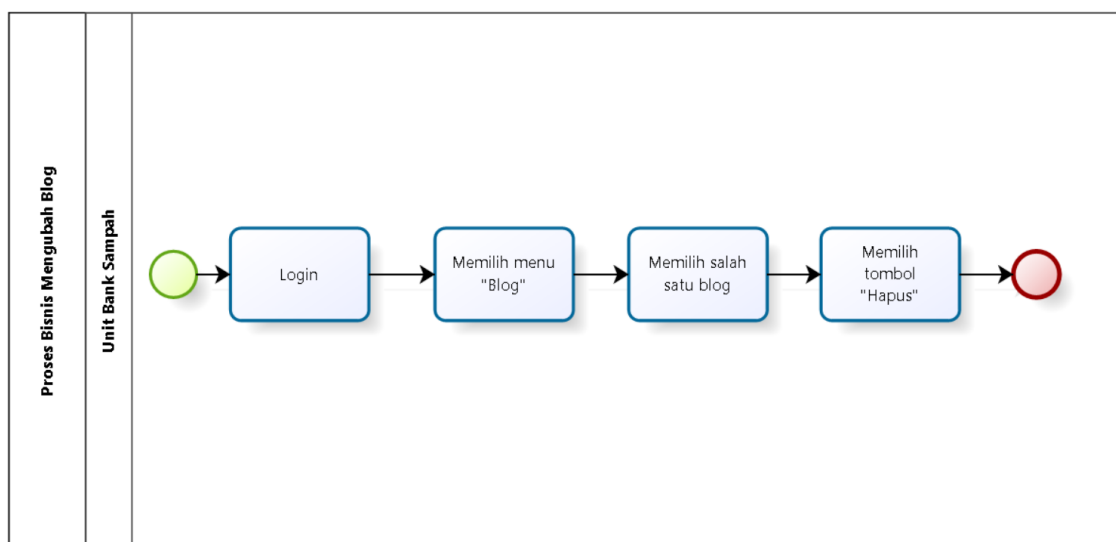 Proses Bisnis Mengubah Blog
Unit Bank Sampah
Login
Memilih menu
"Blog"
Memilih salah
satu blog
Memilih
tombol
"Hapus"